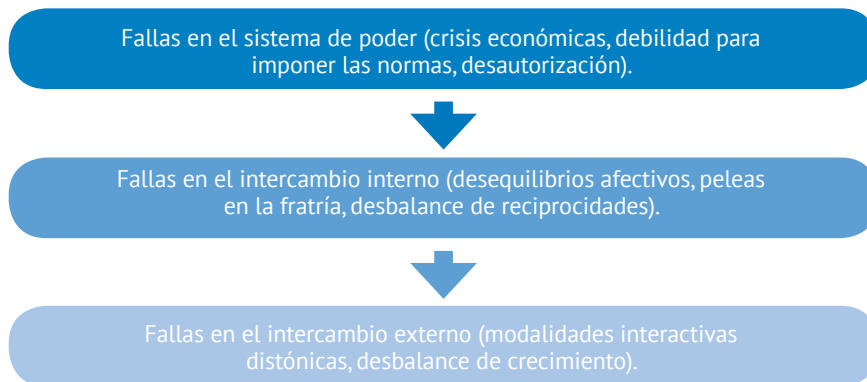 Fallas en el sistema de poder (crisis económicas, debilidad para
imponer las normas, desautorización).
Fallas en el intercambio interno (desequilibrios afectivos, peleas
en la fratría, desbalance de reciprocidades).
Fallas en el intercambio externo (modalidades interactivas
distónicas, desbalance de crecimiento).